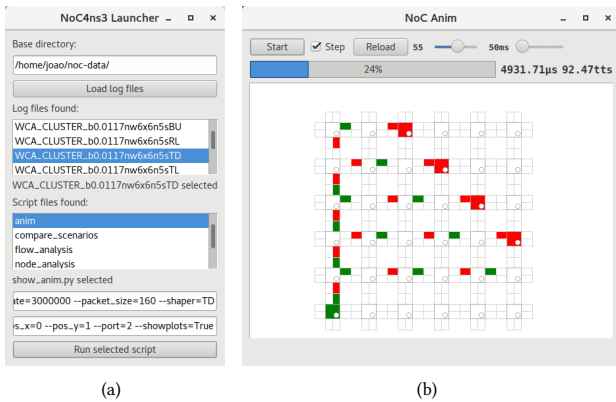 NoC4ns3 Launcher
Base directory:
/home/joao/noc-data/
Load log files
Log files found:
WCA_CLUSTER_b0.0117nw6x6n5sBU
WCA_CLUSTER_b0.0117nw6x6n5sRL
WCA_CLUSTER_b0.0117nw6x6n5sTD
WCA_CLUSTER_b0.0117nw6x6n5sTL
WCA_CLUSTER_b0.0117nw6x6n5sTD selected
Script files found:
anim
compare_scenarios
flow_analysis
node_analysis
show_anim.py selected
ate=3000000 --packet_size=160 --shaper=TD
s_x=0 --pos_y=1 --port=2 --showplots=True
Run selected script
(a)
NoC Anim
Start Step Reload 55 50ms
24% 4931.71µs 92.47tts
(b)